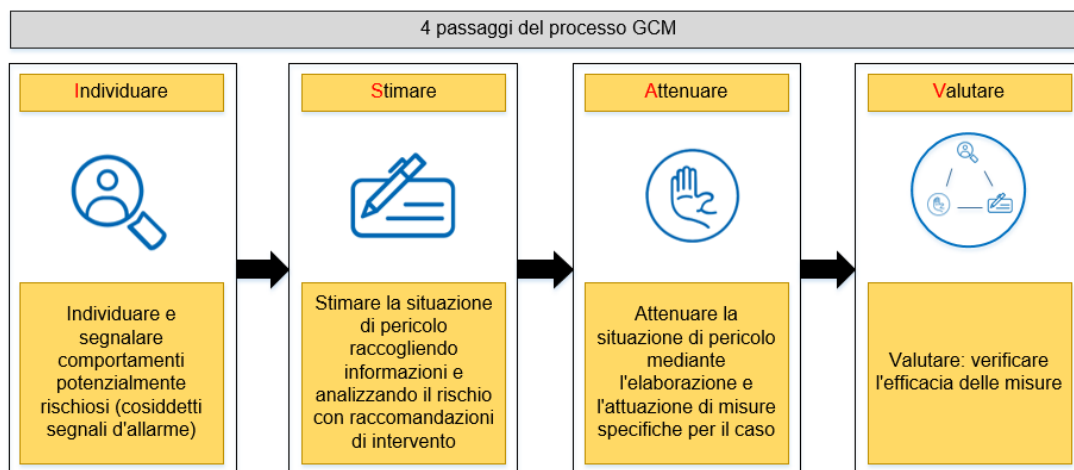 4 passaggi del processo GCM
Individuare
Individuare e
segnalare
comportamenti
potenzialmente
rischiosi (cosiddetti
segnali d'allarme)
Stimare
Stimare la situazione
di pericolo
raccogliendo
informazioni e
analizzando il rischio
con raccomandazioni
di intervento
Attenuare
Attenuare la
situazione di pericolo
mediante
l'elaborazione e
l'attuazione di misure
specifiche per il caso
Valutare
Valutare: verificare
l'efficacia delle misure